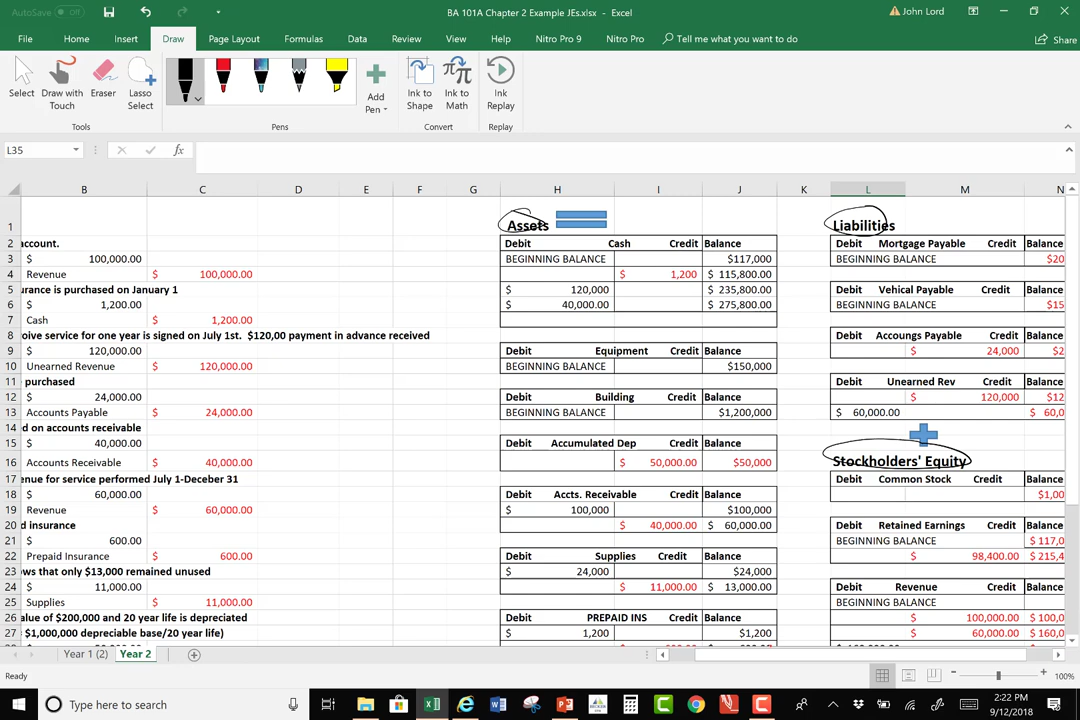 AutoSave Off
BA 101A Chapter 2 Example JEs.xlsx - Excel
John Lord
File Home Insert Draw Page Layout Formulas Data Review View Help Nitro Pro 9 Nitro Pro Tell me what you want to do Share
Select Draw with Touch Eraser Lasso Select Add Pen Ink to Shape Ink to Math Ink Replay
Tools Pens Convert Replay
L35 fx
B C D E F G H I J K L M N
1 Assets Liabilities
2 account. Debit Cash Credit Balance Debit Mortgage Payable Credit Balance
3 $ 100,000.00 BEGINNING BALANCE $117,000 BEGINNING BALANCE $20
4 Revenue $ 100,000.00 $ 1,200 $ 115,800.00
5 urance is purchased on January 1 $ 120,000 $ 235,800.00 Debit Vehical Payable Credit Balance
6 $ 1,200.00 $ 40,000.00 $ 275,800.00 BEGINNING BALANCE $15
7 Cash $ 1,200.00
8 oive service for one year is signed on July 1st. $120,00 payment in advance received Debit Accoungs Payable Credit Balance
9 $ 120,000.00 Debit Equipment Credit Balance $ 24,000 $2
10 Unearned Revenue $ 120,000.00 BEGINNING BALANCE $150,000
11 purchased Debit Unearned Rev Credit Balance
12 $ 24,000.00 Debit Building Credit Balance $ 120,000 $12
13 Accounts Payable $ 24,000.00 BEGINNING BALANCE $1,200,000 $ 60,000.00 $ 60,0
14 ed on accounts receivable
15 $ 40,000.00 Debit Accumulated Dep Credit Balance
16 Accounts Receivable $ 40,000.00 $ 50,000.00 $50,000 Stockholders' Equity
17 enue for service performed July 1-Deceber 31 Debit Common Stock Credit Balance
18 $ 60,000.00 Debit Accts. Receivable Credit Balance $1,00
19 Revenue $ 60,000.00 $ 100,000 $100,000
20 d insurance $ 40,000.00 $ 60,000.00 Debit Retained Earnings Credit Balance
21 $ 600.00 BEGINNING BALANCE $ 117,0
22 Prepaid Insurance $ 600.00 Debit Supplies Credit Balance $ 98,400.00 $ 215,4
23 ws that only $13,000 remained unused $ 24,000 $24,000
24 $ 11,000.00 $ 11,000.00 $ 13,000.00 Debit Revenue Credit Balance
25 Supplies $ 11,000.00 BEGINNING BALANCE
26 alue of $200,000 and 20 year life is depreciated Debit PREPAID INS Credit Balance $ 100,000.00 $ 100,0
27 $1,000,000 depreciable base/20 year life) $ 1,200 $1,200 $ 60,000.00 $ 160,0
Year 1 (2) Year 2
Ready 100%
Type here to search
2:22 PM
9/12/2018